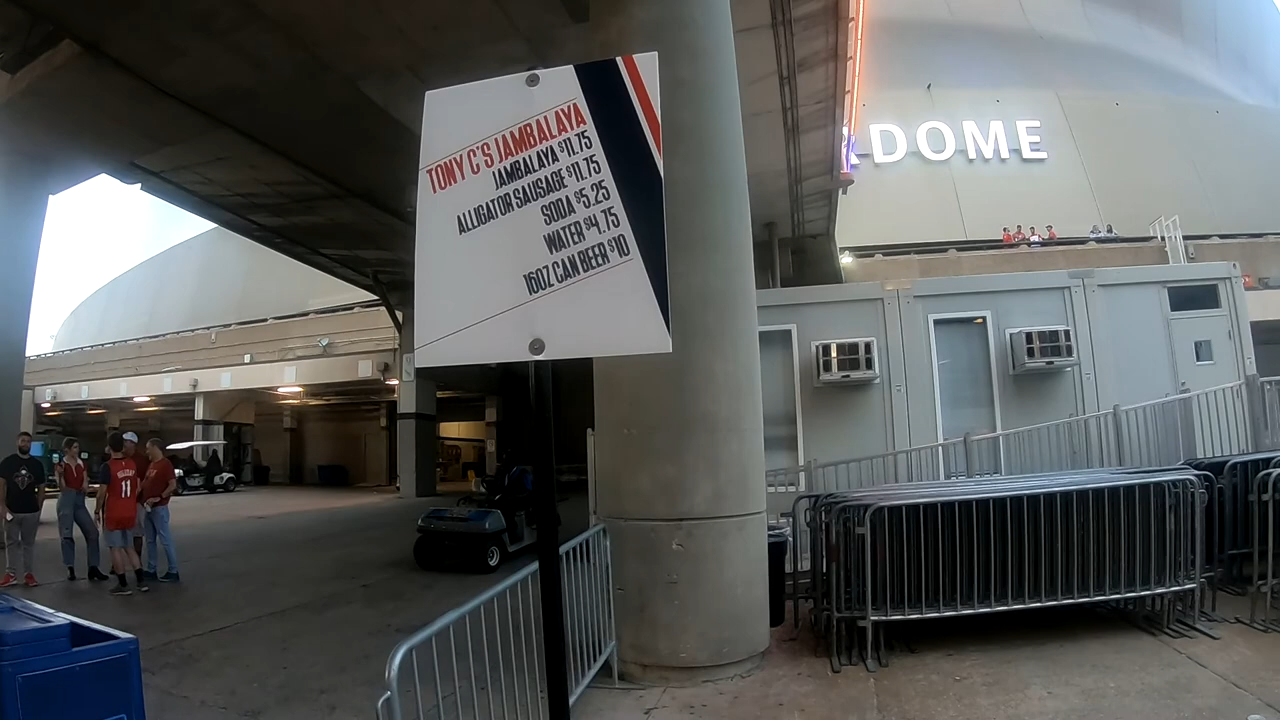 TONY C'S JAMBALAYA
JAMBALAYA $11.75
ALLIGATOR SAUSAGE $11.75
SODA $5.25
WATER $4.75
16OZ CAN BEER $10
DOME
11